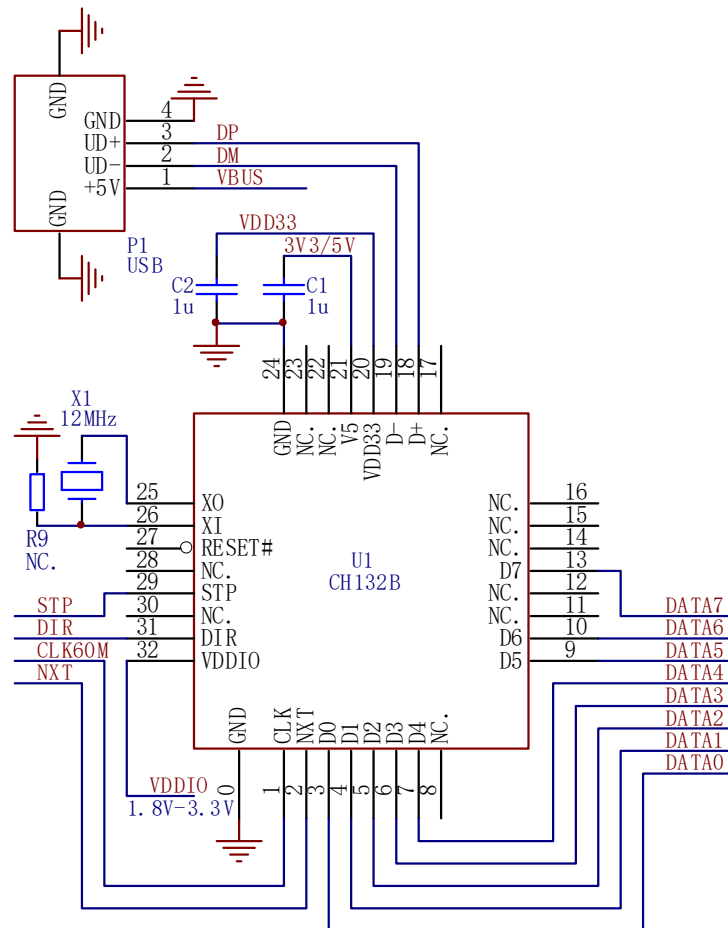 GND
GND
4
UD+
3
DP
UD-
2
DM
+5V
1
VBUS
GND
P1
USB
VDD33
3V3/5V
C2
1u
C1
1u
24
23
22
21
20
19
18
17
GND
NC.
NC.
V5
VDD33
D-
D+
NC.
X1
12MHz
R9
NC.
25
XO
26
XI
27
RESET#
28
NC.
29
STP
30
NC.
31
DIR
32
VDDIO
U1
CH132B
NC.
16
NC.
15
NC.
14
D7
13
NC.
12
NC.
11
D6
10
D5
9
STP
DIR
CLK60M
NXT
DATA7
DATA6
DATA5
DATA4
DATA3
DATA2
DATA1
DATA0
GND
CLK
NXT
D0
D1
D2
D3
D4
NC.
VDDIO
1.8V-3.3V
0
1
2
3
4
5
6
7
8